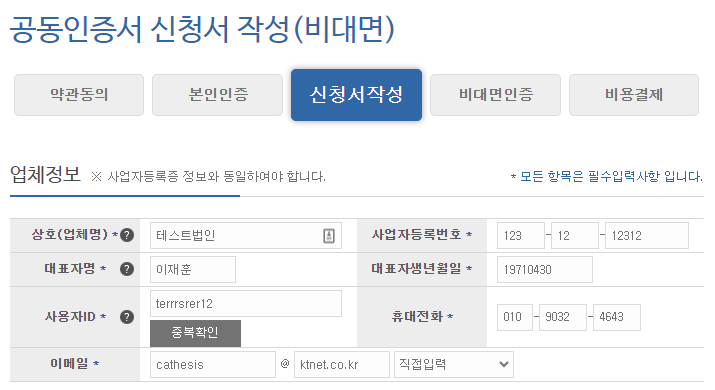 공동인증서 신청서 작성(비대면)
약관동의 본인인증 신청서작성 비대면인증 비용결제
업체정보 ※ 사업자등록증 정보와 동일하여야 합니다. * 모든 항목은 필수입력사항 입니다.
상호(업체명) * ? 테스트법인 사업자등록번호 * 123 - 12 - 12312
대표자명 * ? 이재훈 대표자생년월일 * 19710430
사용자ID * ? terrrsrer12 휴대전화 * 010 - 9032 - 4643
중복확인
이메일 * cathesis @ ktnet.co.kr 직접입력